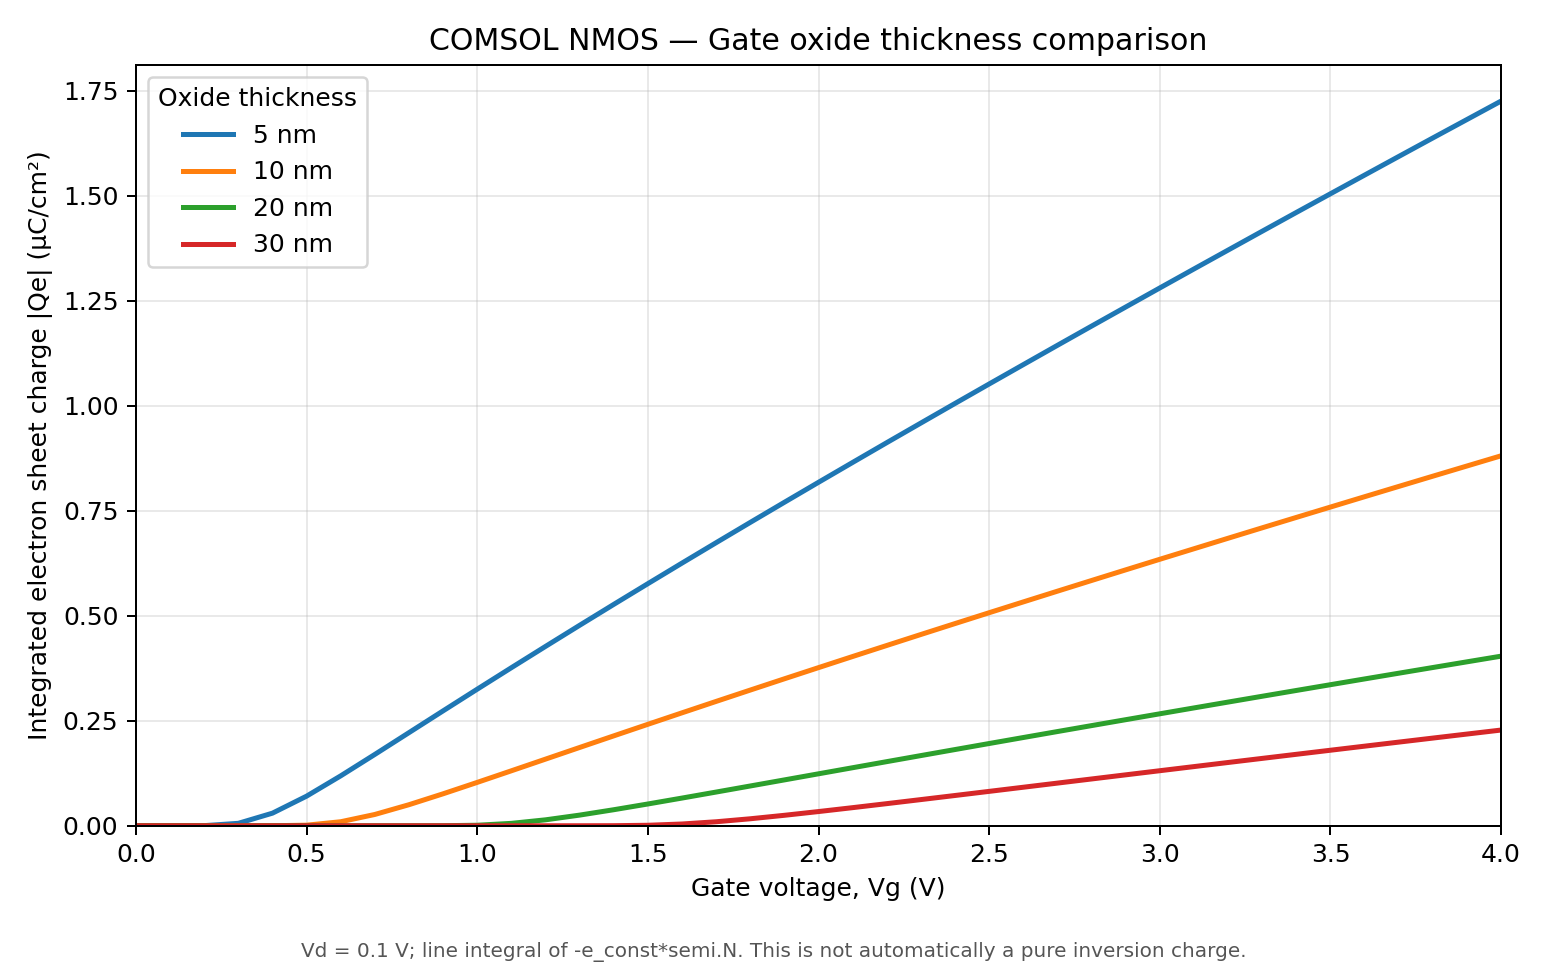 COMSOL NMOS — Gate oxide thickness comparison
Integrated electron sheet charge |Qe| (µC/cm²)
1.75
1.50
1.25
1.00
0.75
0.50
0.25
0.00
Oxide thickness
5 nm
10 nm
20 nm
30 nm
0.0 0.5 1.0 1.5 2.0 2.5 3.0 3.5 4.0
Gate voltage, Vg (V)
Vd = 0.1 V; line integral of -e_const*semi.N. This is not automatically a pure inversion charge.